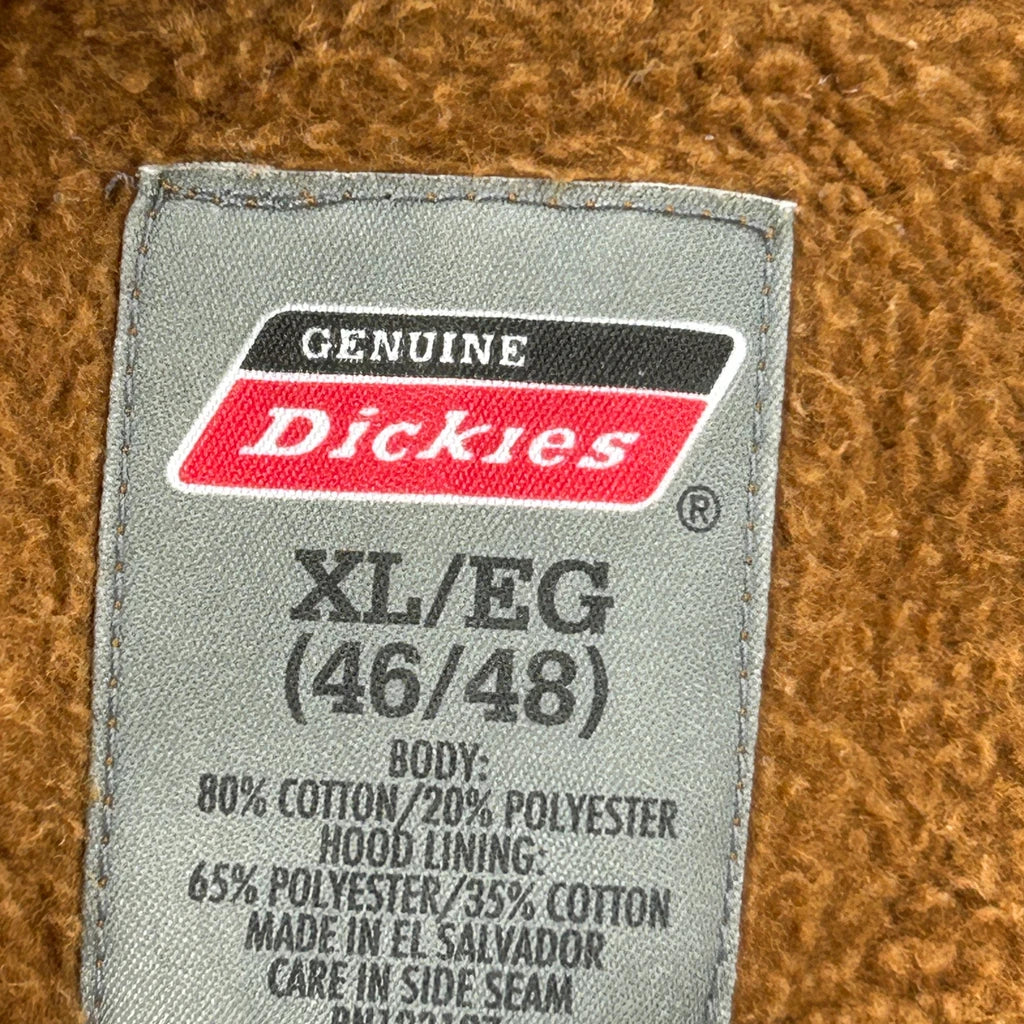 GENUINE
Dickies
®
XL/EG
(46/48)
BODY:
80% COTTON/20% POLYESTER
HOOD LINING:
65% POLYESTER/35% COTTON
MADE IN EL SALVADOR
CARE IN SIDE SEAM